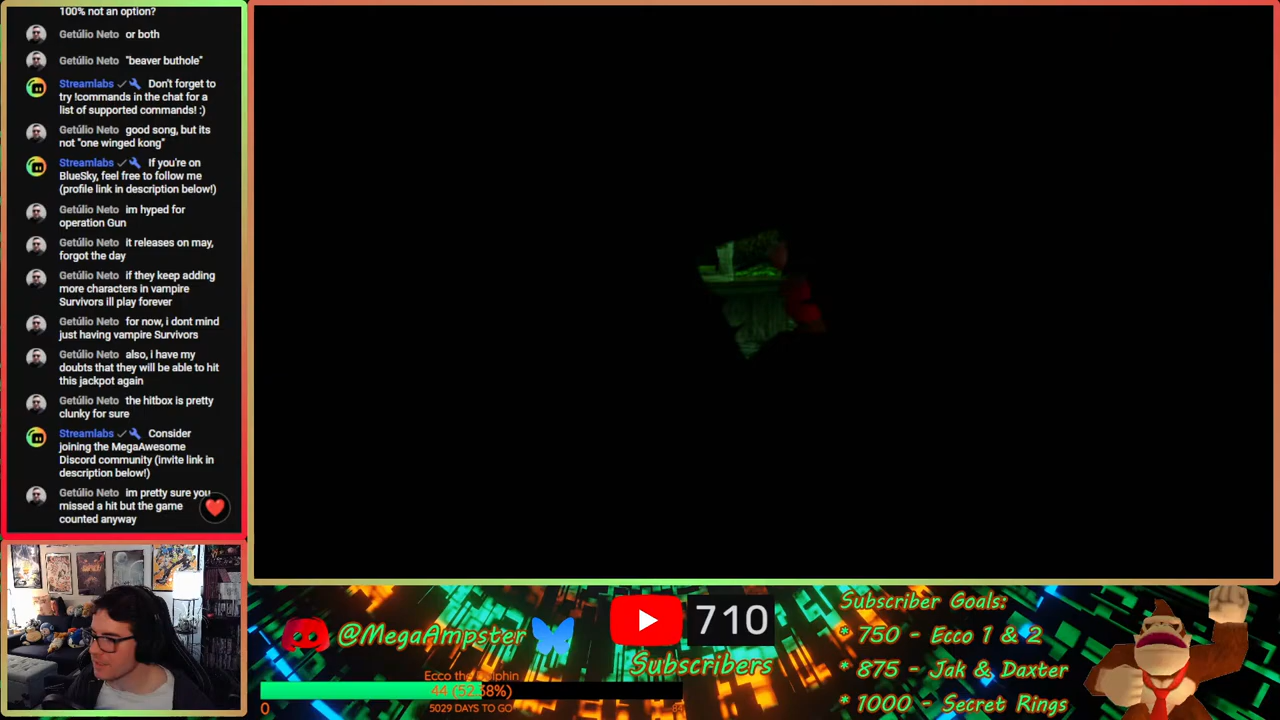 100% not an option?
Getúlio Neto or both
Getúlio Neto "beaver buthole"
Streamlabs Don't forget to
try !commands in the chat for a
list of supported commands! :)
Getúlio Neto good song, but its
not "one winged kong"
Streamlabs If you're on
BlueSky, feel free to follow me
(profile link in description below!)
Getúlio Neto im hyped for
operation Gun
Getúlio Neto it releases on may,
forgot the day
Getúlio Neto if they keep adding
more characters in vampire
Survivors ill play forever
Getúlio Neto for now, i dont mind
just having vampire Survivors
Getúlio Neto also, i have my
doubts that they will be able to hit
this jackpot again
Getúlio Neto the hitbox is pretty
clunky for sure
Streamlabs Consider
joining the MegaAwesome
Discord community (invite link in
description below!)
Getúlio Neto im pretty sure you
missed a hit but the game
counted anyway
@MegaAmpster
710
Subscribers
Ecco the Dolphin
44 (52.38%)
0
5029 DAYS TO GO
84
Subscriber Goals:
* 750 - Ecco 1 & 2
* 875 - Jak & Daxter
* 1000 - Secret Rings